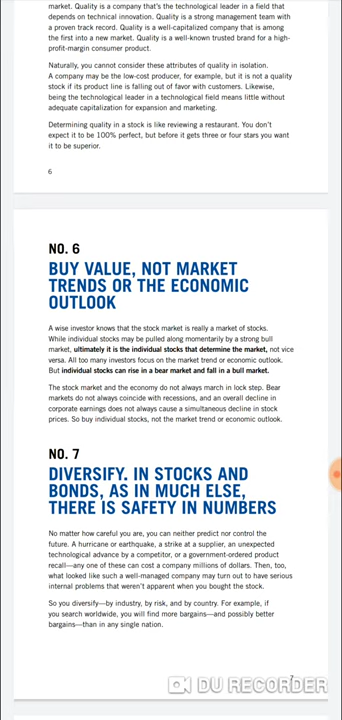 market. Quality is a company that's the technological leader in a field that
depends on technical innovation. Quality is a strong management team with
a proven track record. Quality is a well-capitalized company that is among
the first into a new market. Quality is a well-known trusted brand for a high-
profit-margin consumer product.
Naturally, you cannot consider these attributes of quality in isolation.
A company may be the low-cost producer, for example, but it is not a quality
stock if its product line is falling out of favor with customers. Likewise,
being the technological leader in a technological field means little without
adequate capitalization for expansion and marketing.
Determining quality in a stock is like reviewing a restaurant. You don't
expect it to be 100% perfect, but before it gets three or four stars you want
it to be superior.
6
NO. 6
BUY VALUE, NOT MARKET
TRENDS OR THE ECONOMIC
OUTLOOK
A wise investor knows that the stock market is really a market of stocks.
While individual stocks may be pulled along momentarily by a strong bull
market, ultimately it is the individual stocks that determine the market, not vice
versa. All too many investors focus on the market trend or economic outlook.
But individual stocks can rise in a bear market and fall in a bull market.
The stock market and the economy do not always march in lock step. Bear
markets do not always coincide with recessions, and an overall decline in
corporate earnings does not always cause a simultaneous decline in stock
prices. So buy individual stocks, not the market trend or economic outlook.
NO. 7
DIVERSIFY. IN STOCKS AND
BONDS, AS IN MUCH ELSE,
THERE IS SAFETY IN NUMBERS
No matter how careful you are, you can neither predict nor control the
future. A hurricane or earthquake, a strike at a supplier, an unexpected
technological advance by a competitor, or a government-ordered product
recall—any one of these can cost a company millions of dollars. Then, too,
what looked like such a well-managed company may turn out to have serious
internal problems that weren't apparent when you bought the stock.
So you diversify—by industry, by risk, and by country. For example, if
you search worldwide, you will find more bargains—and possibly better
bargains—than in any single nation.
7
DU RECORDER